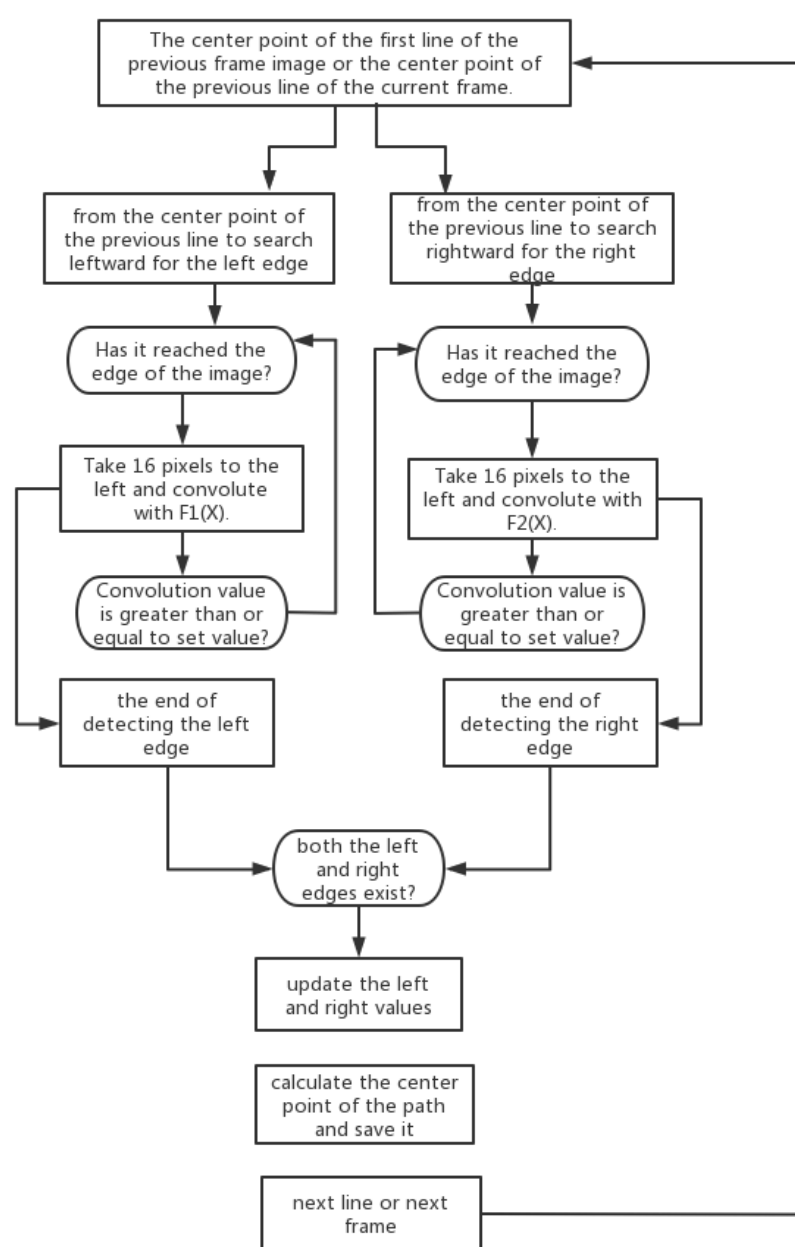 The center point of the first line of the
previous frame image or the center point of
the previous line of the current frame.
from the center point of
the previous line to search
leftward for the left edge
from the center point of
the previous line to search
rightward for the right
edge
Has it reached the
edge of the image?
Has it reached the
edge of the image?
Take 16 pixels to the
left and convolute
with F1(X).
Take 16 pixels to the
left and convolute with
F2(X).
Convolution value
is greater than or
equal to set value?
Convolution value is
greater than or
equal to set value?
the end of
detecting the left
edge
the end of
detecting the right
edge
both the left
and right
edges exist?
update the left
and right values
calculate the center
point of the path
and save it
next line or next
frame